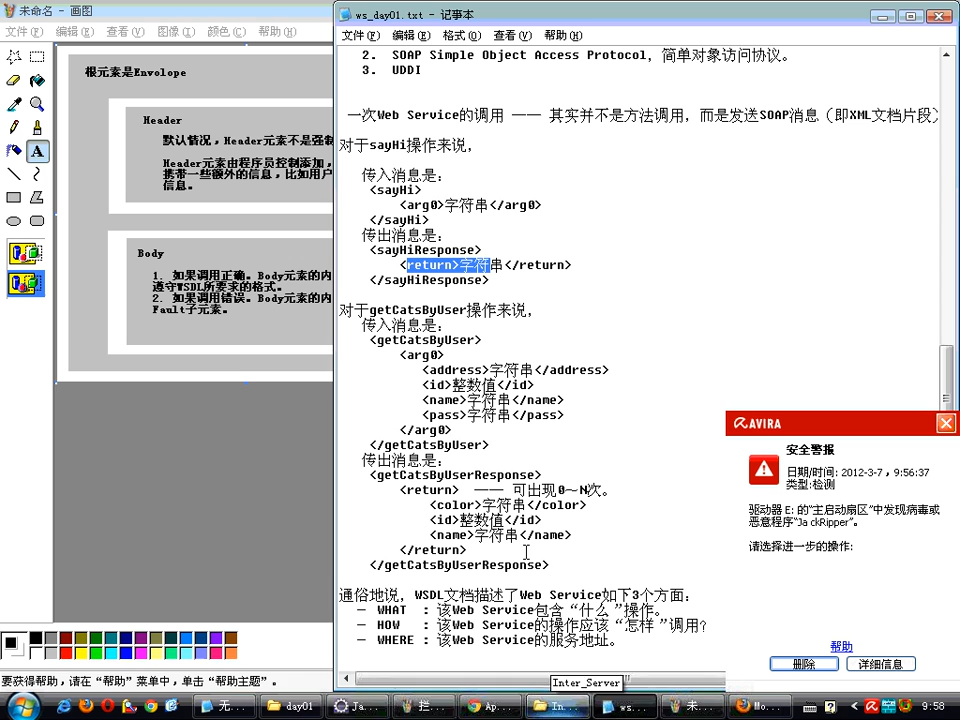 未命名 - 画图
文件(F) 编辑(E) 查看(V) 图像(I) 颜色(C) 帮助(H)
根元素是Envolope
Header
默认情况，Header元素不是强制
Header元素由程序员控制添加，
携带一些额外的信息，比如用户
信息。
Body
1. 如果调用正确。Body元素的内
遵守WSDL所要求的格式。
2. 如果调用错误。Body元素的内
Fault子元素。
要获得帮助，请在“帮助”菜单中，单击“帮助主题”。
ws_day01.txt - 记事本
文件(F) 编辑(E) 格式(O) 查看(V) 帮助(H)
2. SOAP Simple Object Access Protocol，简单对象访问协议。
3. UDDI
一次Web Service的调用 —— 其实并不是方法调用，而是发送SOAP消息（即XML文档片段）
对于sayHi操作来说，
传入消息是：
<sayHi>
<arg0>字符串</arg0>
</sayHi>
传出消息是：
<sayHiResponse>
<return>字符串</return>
</sayHiResponse>
对于getCatsByUser操作来说，
传入消息是：
<getCatsByUser>
<arg0>
<address>字符串</address>
<id>整数值</id>
<name>字符串</name>
<pass>字符串</pass>
</arg0>
</getCatsByUser>
传出消息是：
<getCatsByUserResponse>
<return> —— 可出现0～N次。
<color>字符串</color>
<id>整数值</id>
<name>字符串</name>
</return>
</getCatsByUserResponse>
通俗地说，WSDL文档描述了Web Service如下3个方面：
— WHAT ：该Web Service包含“什么”操作。
— HOW ：该Web Service的操作应该“怎样”调用？
— WHERE ：该Web Service的服务地址。
AVIRA
安全警报
日期/时间: 2012-3-7，9:56:37
类型:检测
驱动器 E: 的“主启动扇区”中发现病毒或
恶意程序“JackRipper”。
请选择进一步的操作:
帮助
删除 详细信息
Inter_Server
无... day01 Ja... 拦... Ap... In... ws... 未... Mo... 9:58